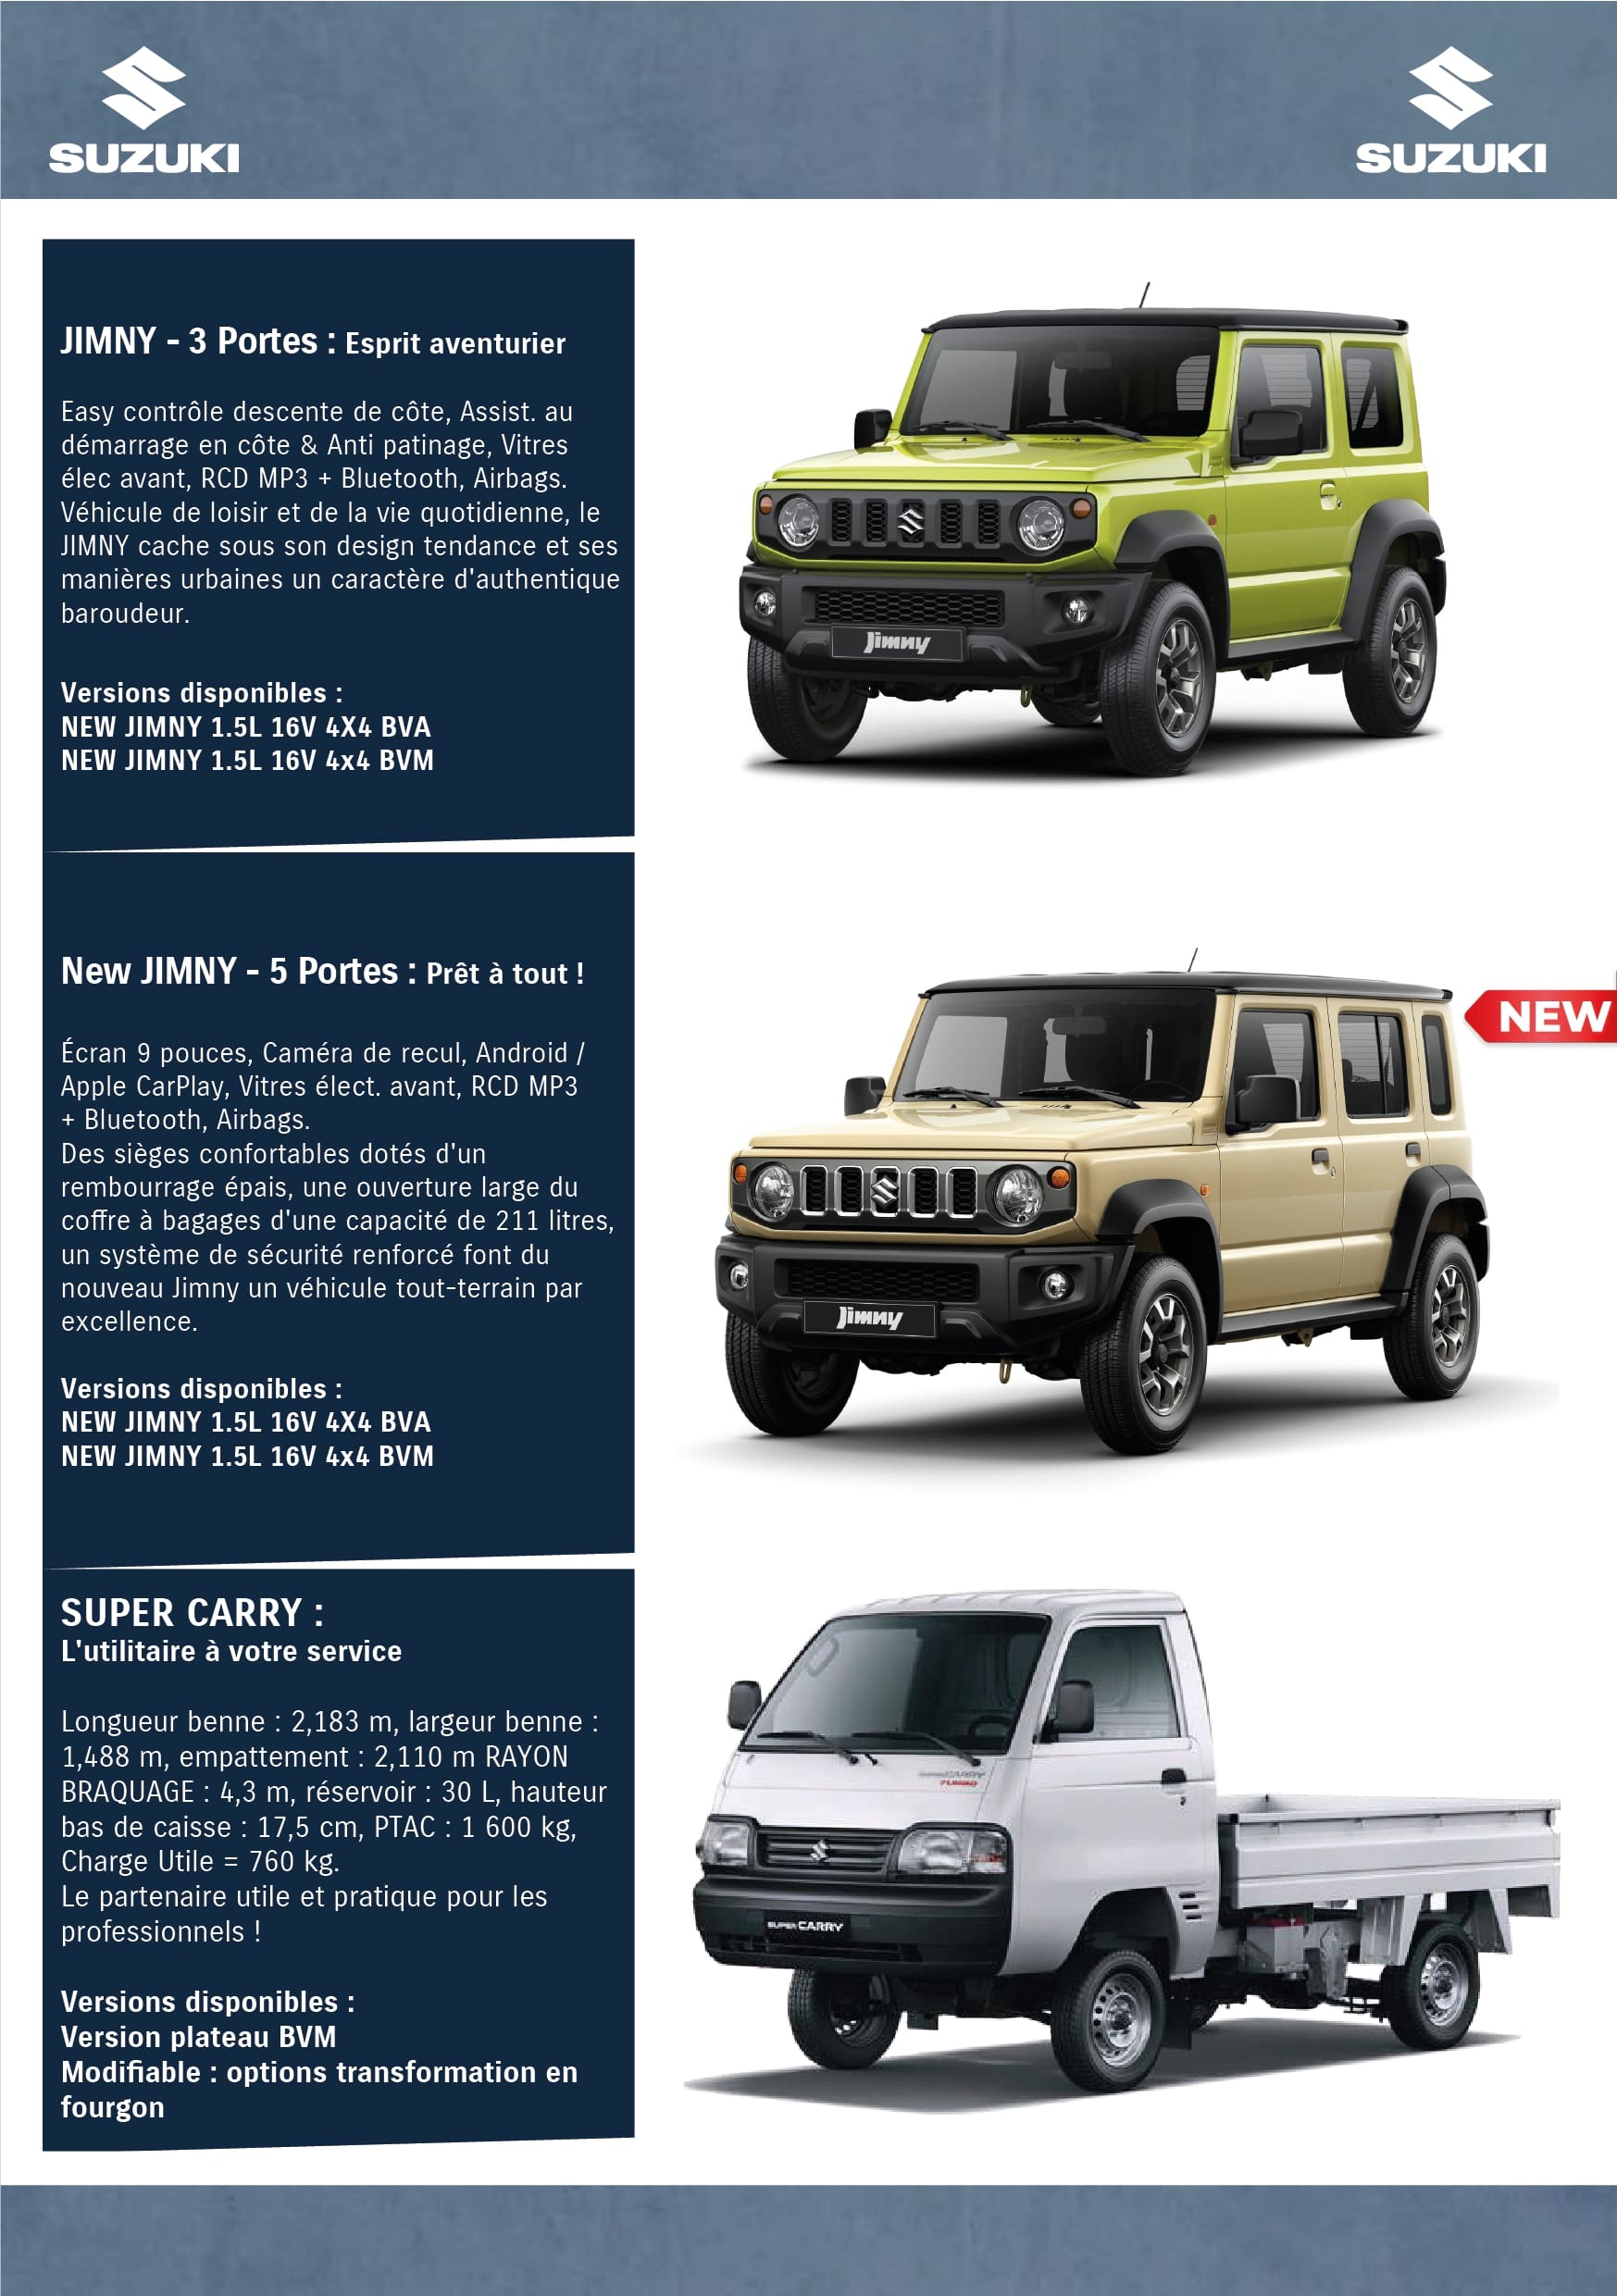 SUZUKI
SUZUKI
JIMNY - 3 Portes : Esprit aventurier
Easy contrôle descente de côte, Assist. au
démarrage en côte & Anti patinage, Vitres
élec avant, RCD MP3 + Bluetooth, Airbags.
Véhicule de loisir et de la vie quotidienne, le
JIMNY cache sous son design tendance et ses
manières urbaines un caractère d'authentique
baroudeur.
Versions disponibles :
NEW JIMNY 1.5L 16V 4X4 BVA
NEW JIMNY 1.5L 16V 4x4 BVM
Jimny
New JIMNY - 5 Portes : Prêt à tout !
Écran 9 pouces, Caméra de recul, Android /
Apple CarPlay, Vitres élect. avant, RCD MP3
+ Bluetooth, Airbags.
Des sièges confortables dotés d'un
rembourrage épais, une ouverture large du
coffre à bagages d'une capacité de 211 litres,
un système de sécurité renforcé font du
nouveau Jimny un véhicule tout-terrain par
excellence.
Versions disponibles :
NEW JIMNY 1.5L 16V 4X4 BVA
NEW JIMNY 1.5L 16V 4x4 BVM
NEW
Jimny
SUPER CARRY :
L'utilitaire à votre service
Longueur benne : 2,183 m, largeur benne :
1,488 m, empattement : 2,110 m RAYON
BRAQUAGE : 4,3 m, réservoir : 30 L, hauteur
bas de caisse : 17,5 cm, PTAC : 1 600 kg,
Charge Utile = 760 kg.
Le partenaire utile et pratique pour les
professionnels !
Versions disponibles :
Version plateau BVM
Modifiable : options transformation en
fourgon
CARRY
TURBO
SUPER CARRY